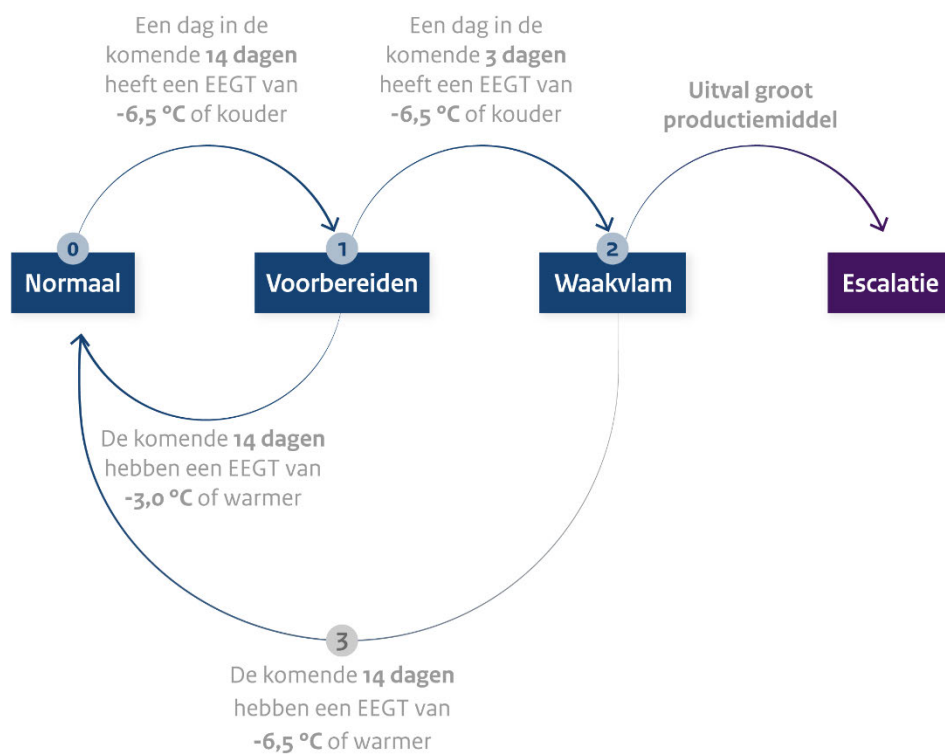 Een dag in de
komende 14 dagen
heeft een EEGT van
-6,5 °C of kouder
Een dag in de
komende 3 dagen
heeft een EEGT van
-6,5 °C of kouder
Uitval groot
productiemiddel
0
1
2
Normaal
Voorbereiden
Waakvlam
Escalatie
De komende 14 dagen
hebben een EEGT van
-3,0 °C of warmer
3
De komende 14 dagen
hebben een EEGT van
-6,5 °C of warmer